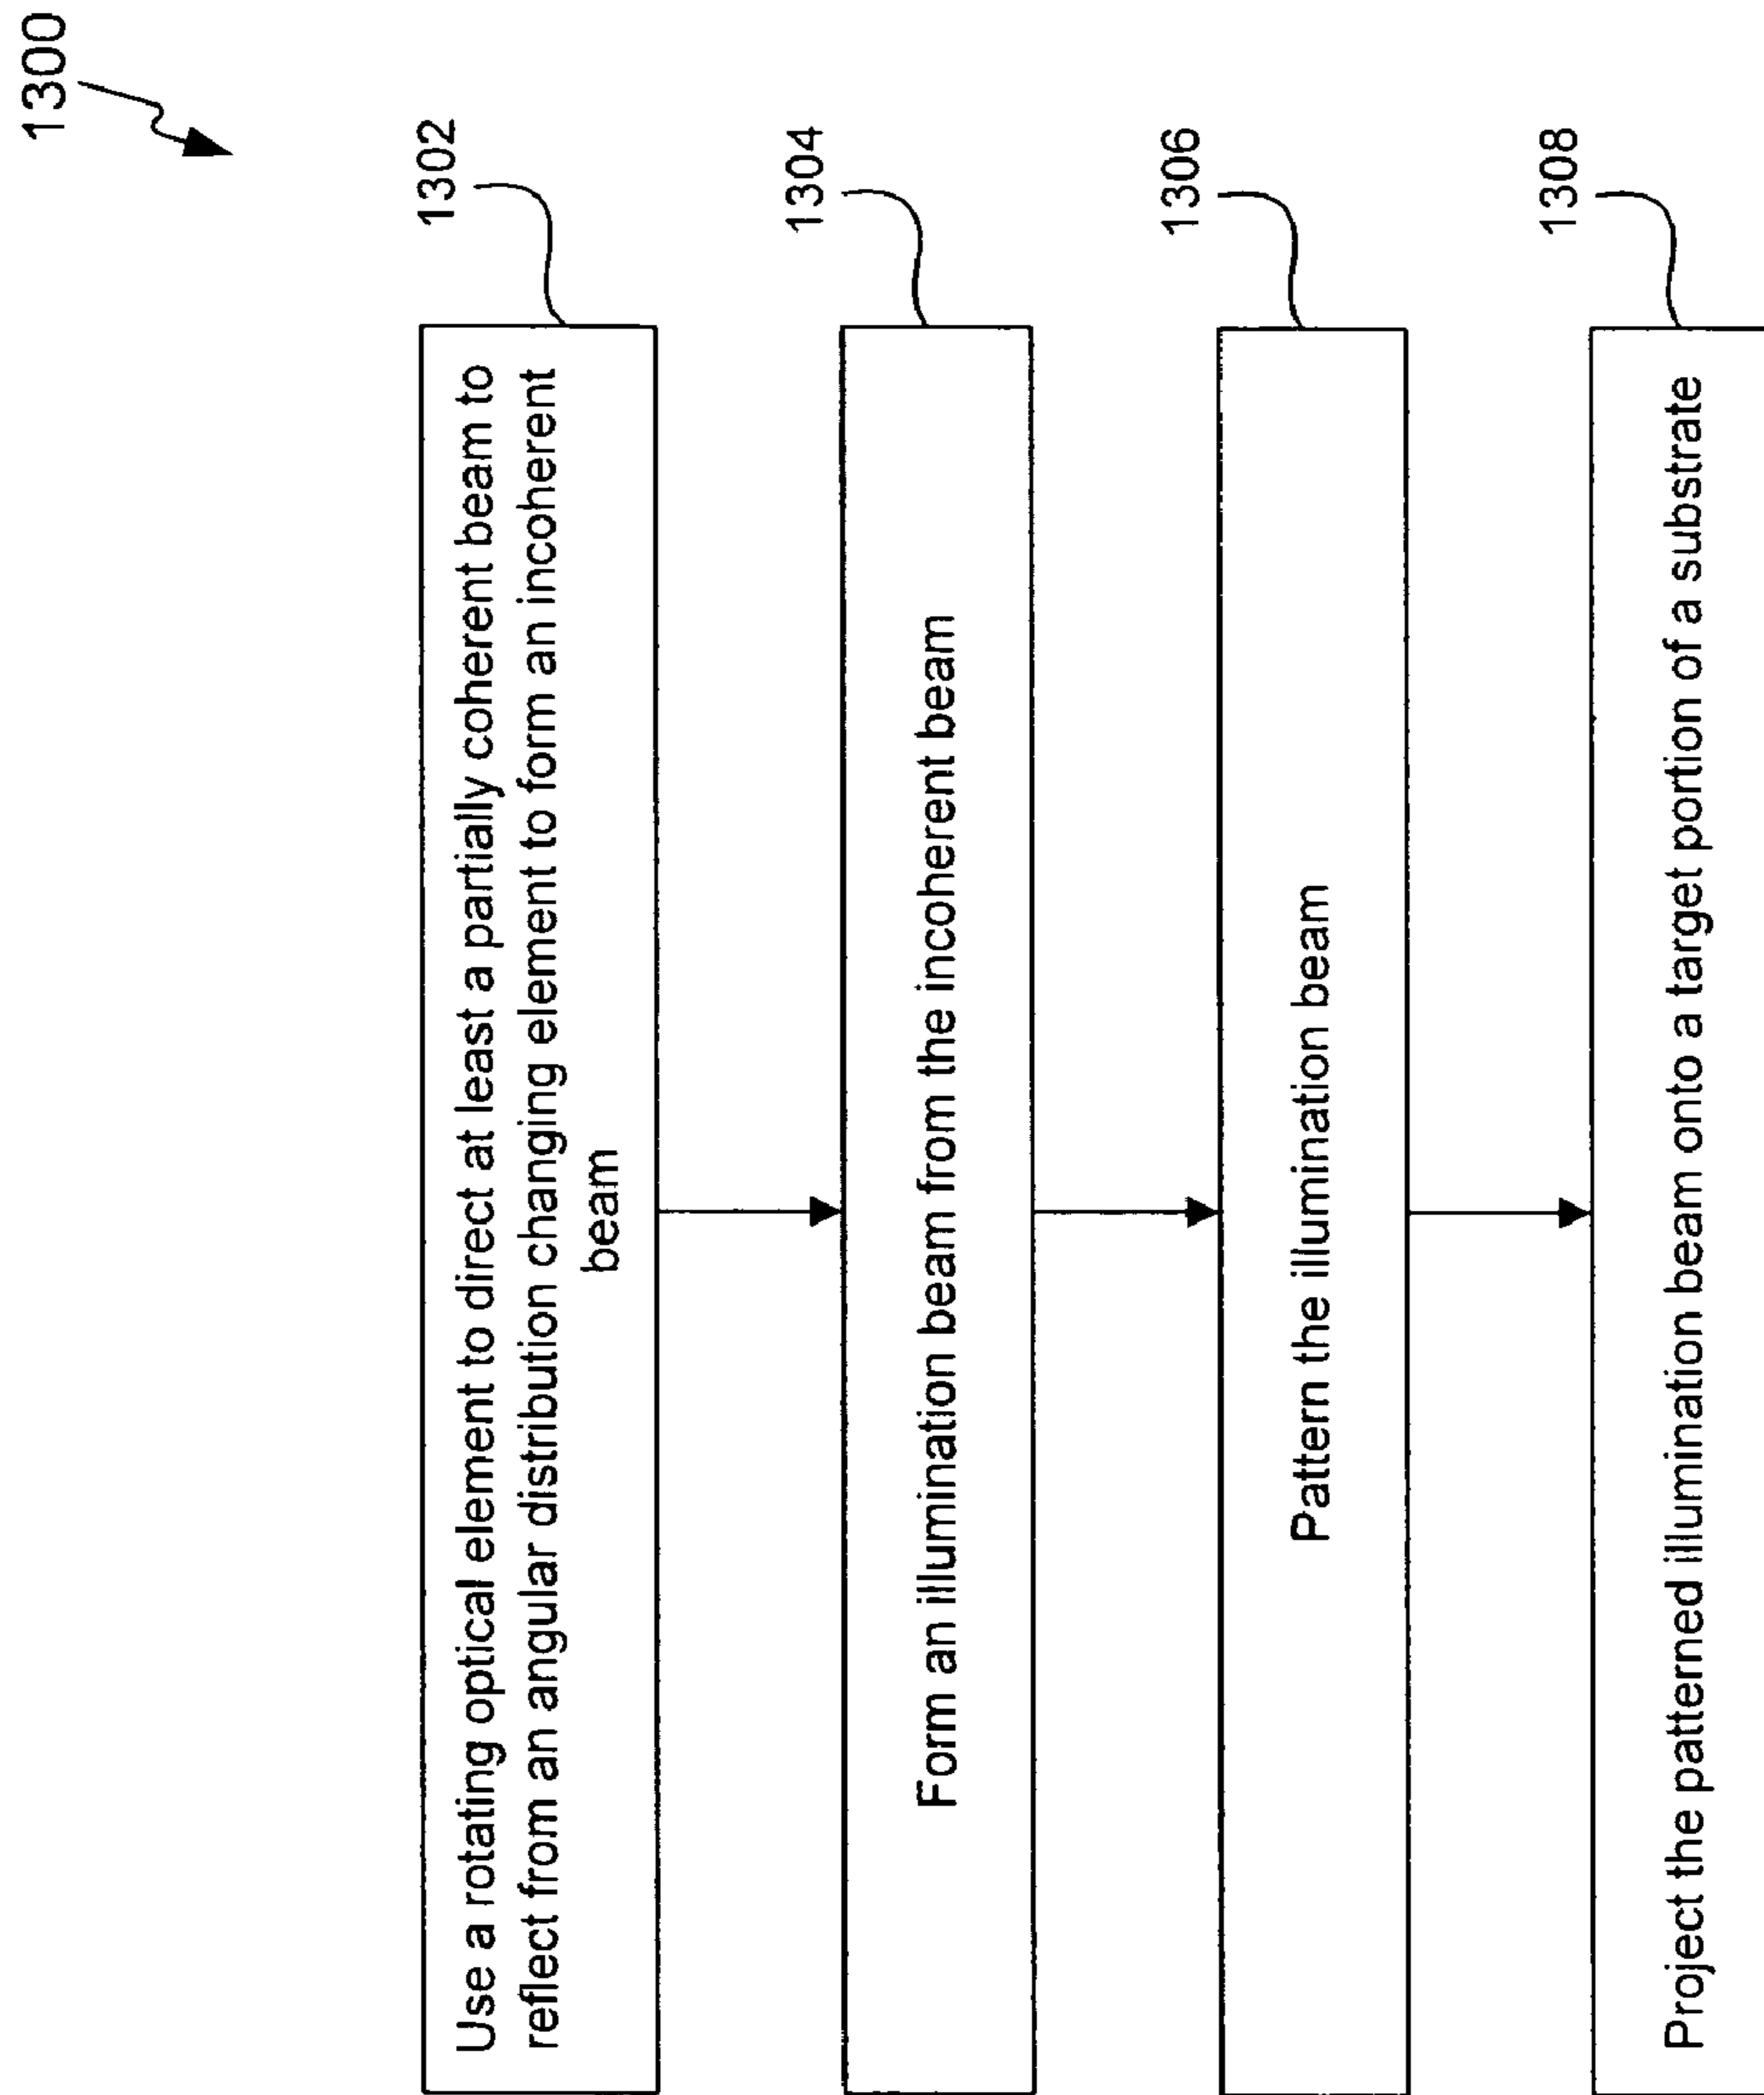 1300
1302
Use a rotating optical element to direct at least a partially coherent beam to
reflect from an angular distribution changing element to form an incoherent
beam
1304
Form an illumination beam from the incoherent beam
1306
Pattern the illumination beam
1308
Project the patterned illumination beam onto a target portion of a substrate